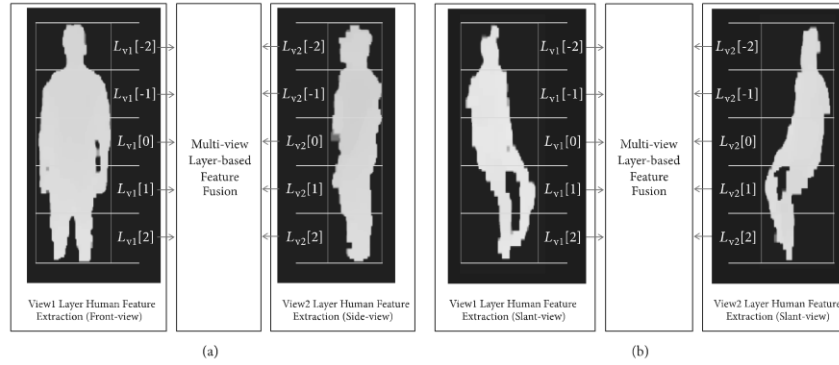 L_v1[-2]
L_v1[-1]
L_v1[0]
L_v1[1]
L_v1[2]
Multi-view
Layer-based
Feature
Fusion
L_v2[-2]
L_v2[-1]
L_v2[0]
L_v2[1]
L_v2[2]
View1 Layer Human Feature
Extraction (Front-view)
View2 Layer Human Feature
Extraction (Side-view)
(a)
L_v1[-2]
L_v1[-1]
L_v1[0]
L_v1[1]
L_v1[2]
Multi-view
Layer-based
Feature
Fusion
L_v2[-2]
L_v2[-1]
L_v2[0]
L_v2[1]
L_v2[2]
View1 Layer Human Feature
Extraction (Slant-view)
View2 Layer Human Feature
Extraction (Slant-view)
(b)